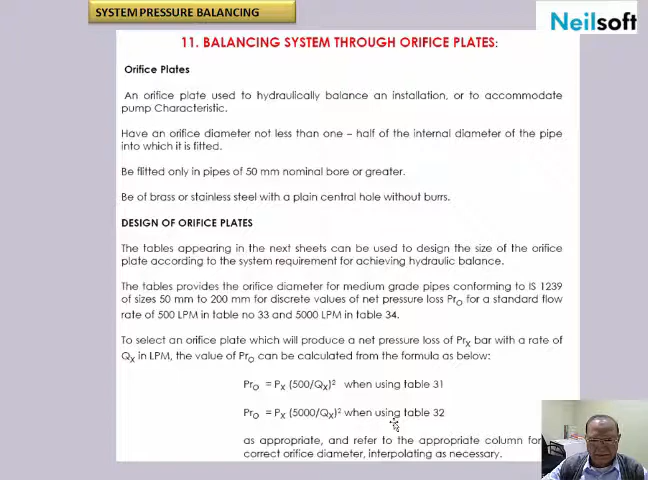 SYSTEM PRESSURE BALANCING
Neilsoft
11. BALANCING SYSTEM THROUGH ORIFICE PLATES:
Orifice Plates
An orifice plate used to hydraulically balance an installation, or to accommodate
pump Characteristic.
Have an orifice diameter not less than one – half of the internal diameter of the pipe
into which it is fitted.
Be flitted only in pipes of 50 mm nominal bore or greater.
Be of brass or stainless steel with a plain central hole without burrs.
DESIGN OF ORIFICE PLATES
The tables appearing in the next sheets can be used to design the size of the orifice
plate according to the system requirement for achieving hydraulic balance.
The tables provides the orifice diameter for medium grade pipes conforming to IS 1239
of sizes 50 mm to 200 mm for discrete values of net pressure loss PrO for a standard flow
rate of 500 LPM in table no 33 and 5000 LPM in table 34.
To select an orifice plate which will produce a net pressure loss of PrX bar with a rate of
QX in LPM, the value of PrO can be calculated from the formula as below:
PrO = PX (500/QX)2 when using table 31
PrO = PX (5000/QX)2 when using table 32
as appropriate, and refer to the appropriate column for
correct orifice diameter, interpolating as necessary.